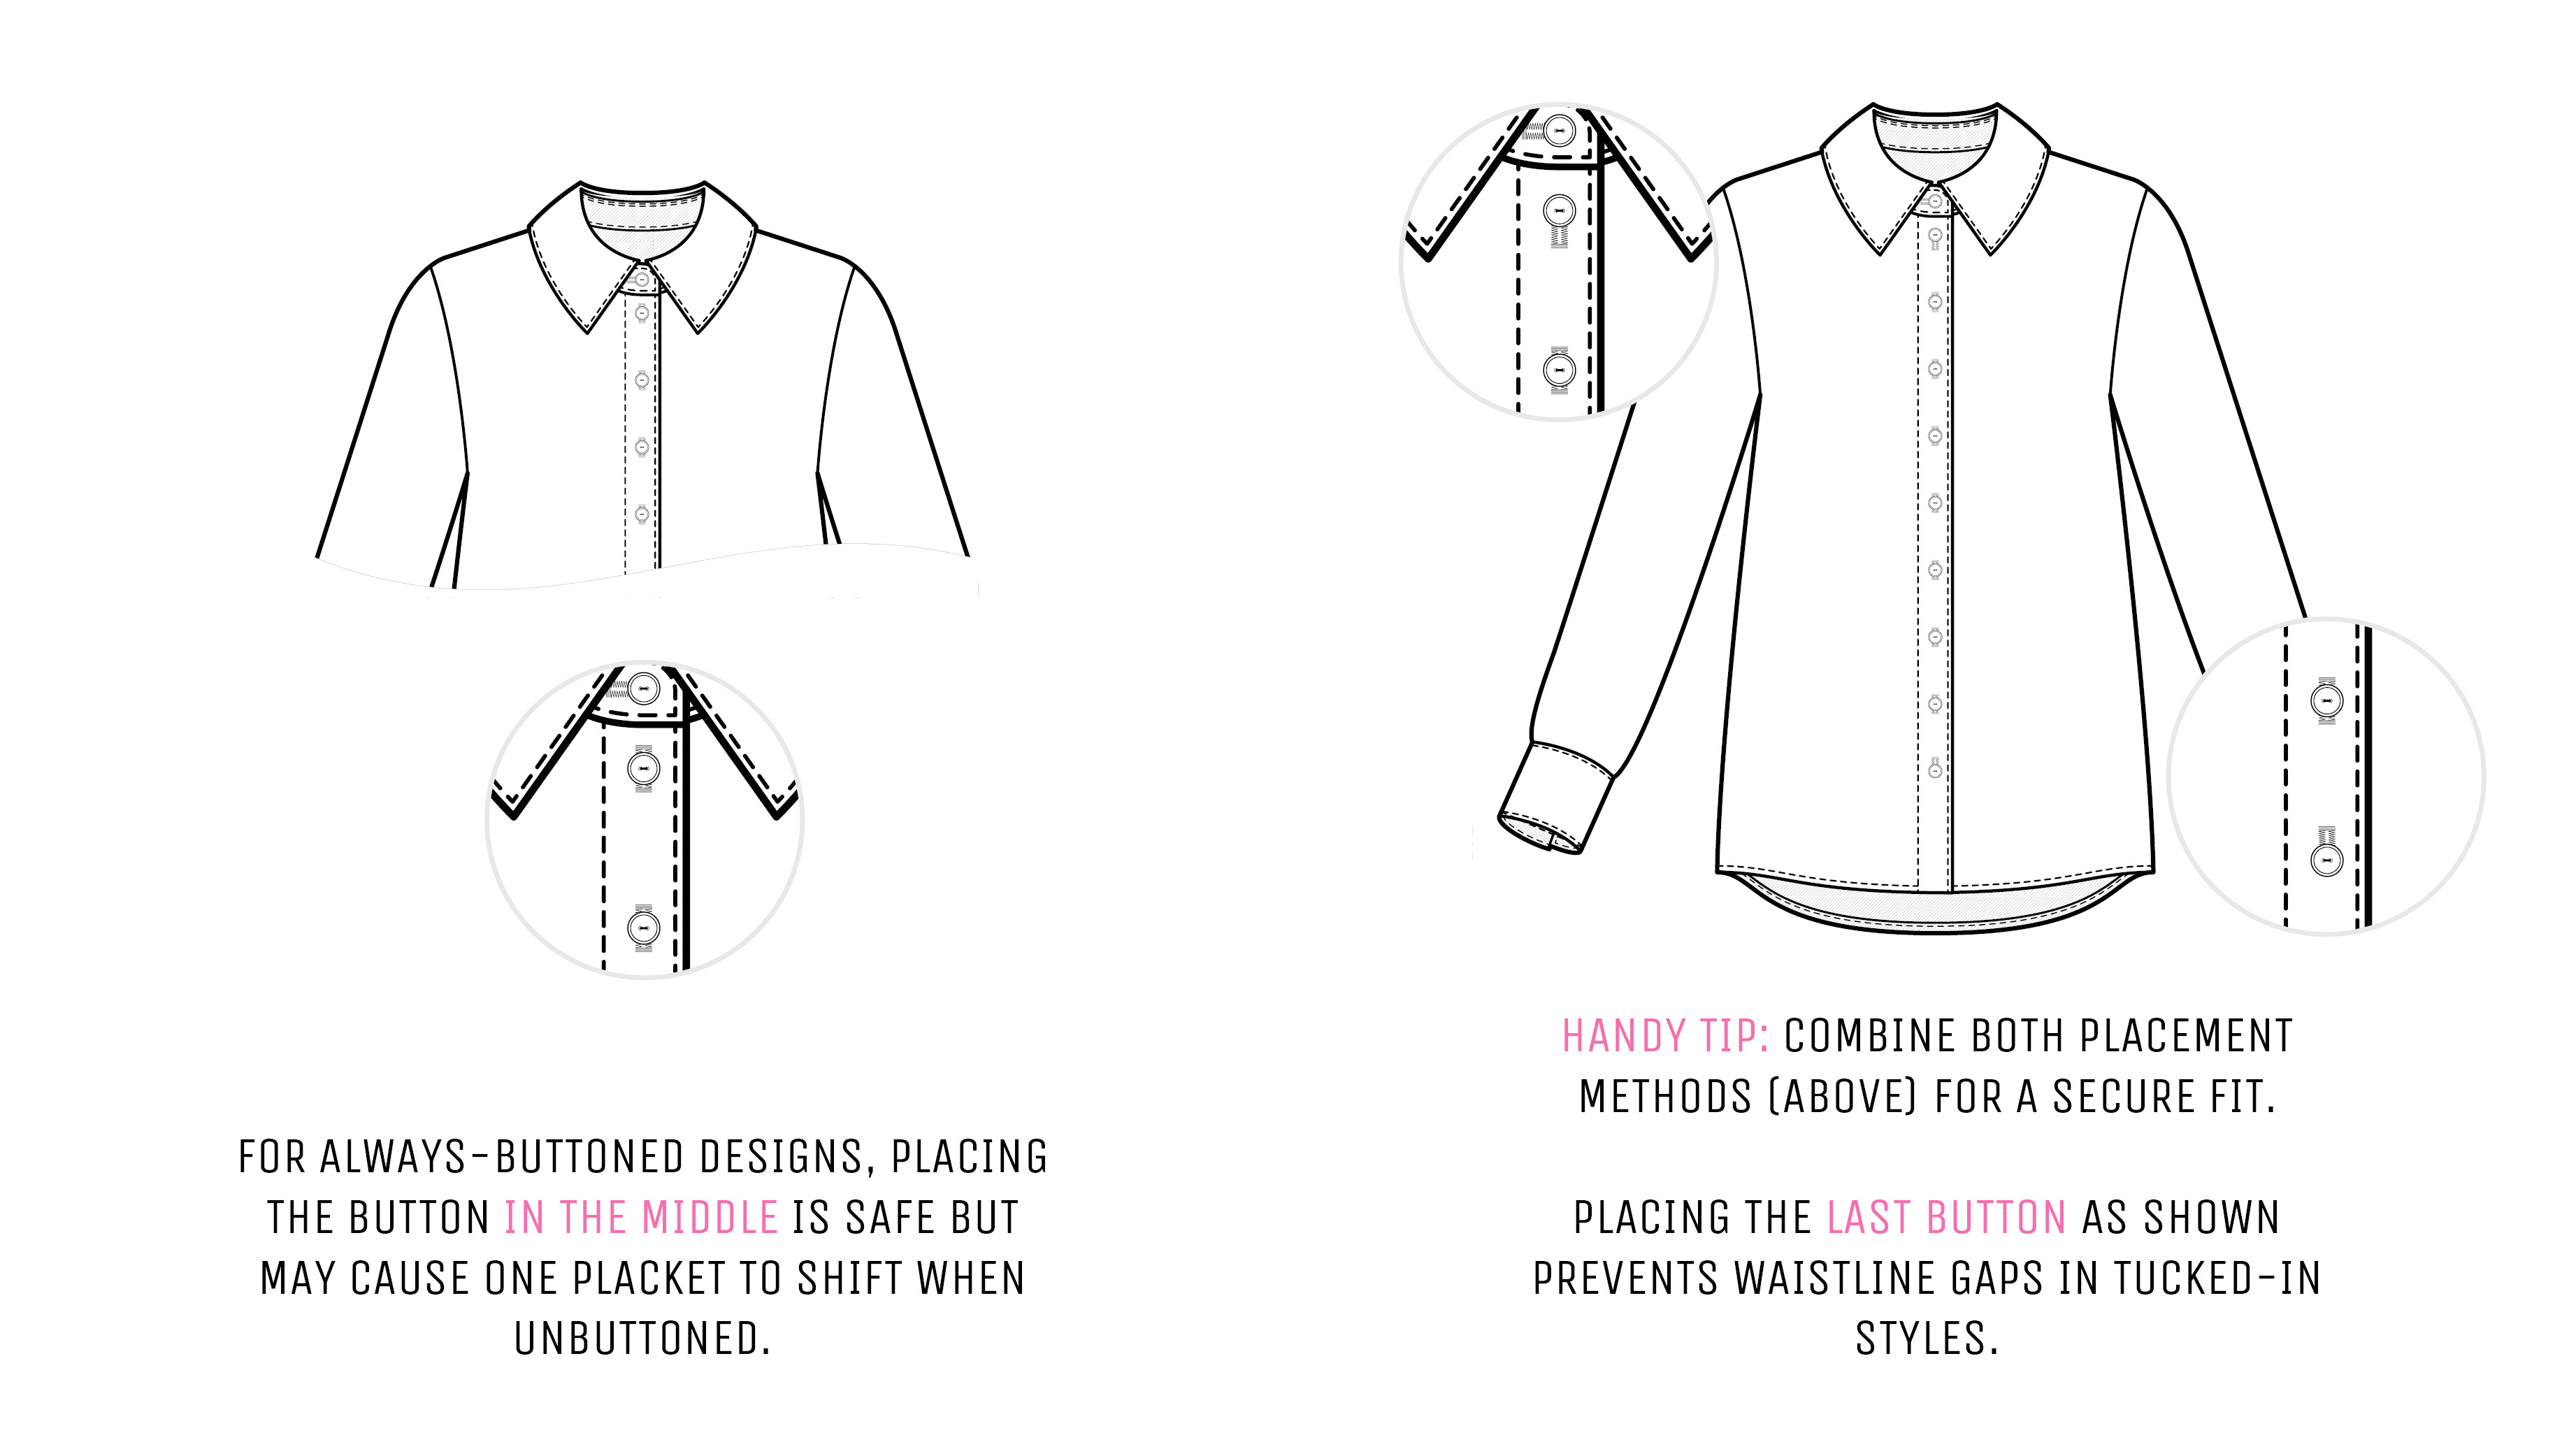 FOR ALWAYS-BUTTONED DESIGNS, PLACING
THE BUTTON IN THE MIDDLE IS SAFE BUT
MAY CAUSE ONE PLACKET TO SHIFT WHEN
UNBUTTONED.
HANDY TIP: COMBINE BOTH PLACEMENT
METHODS (ABOVE) FOR A SECURE FIT.
PLACING THE LAST BUTTON AS SHOWN
PREVENTS WAISTLINE GAPS IN TUCKED-IN
STYLES.